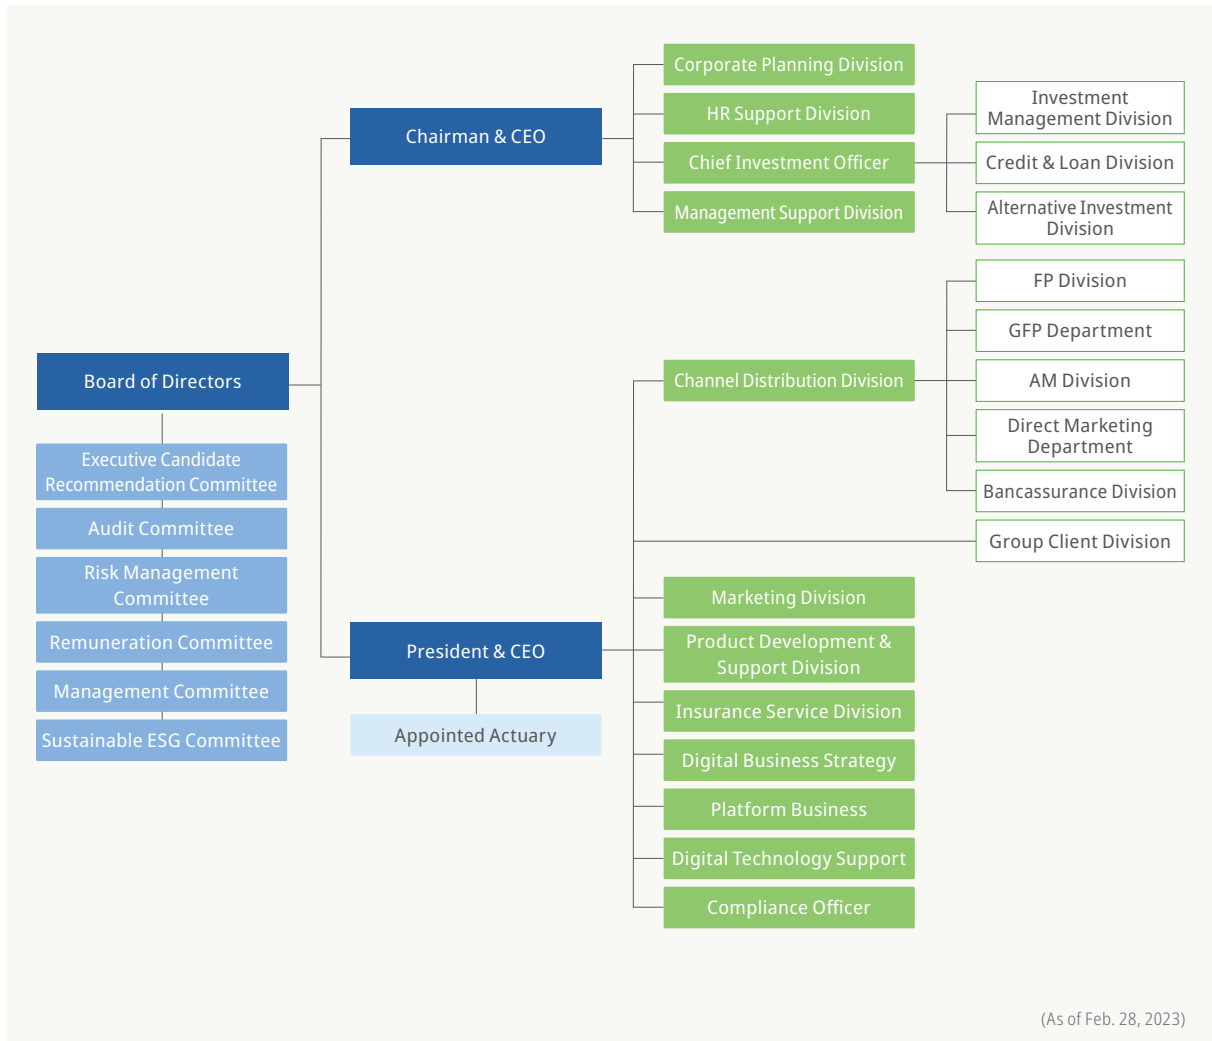 Board of Directors
Executive Candidate
Recommendation Committee
Audit Committee
Risk Management
Committee
Remuneration Committee
Management Committee
Sustainable ESG Committee
Chairman & CEO
Corporate Planning Division
HR Support Division
Chief Investment Officer
Management Support Division
Investment
Management Division
Credit & Loan Division
Alternative Investment
Division
President & CEO
Appointed Actuary
Channel Distribution Division
FP Division
GFP Department
AM Division
Direct Marketing
Department
Bancassurance Division
Group Client Division
Marketing Division
Product Development &
Support Division
Insurance Service Division
Digital Business Strategy
Platform Business
Digital Technology Support
Compliance Officer
(As of Feb. 28, 2023)